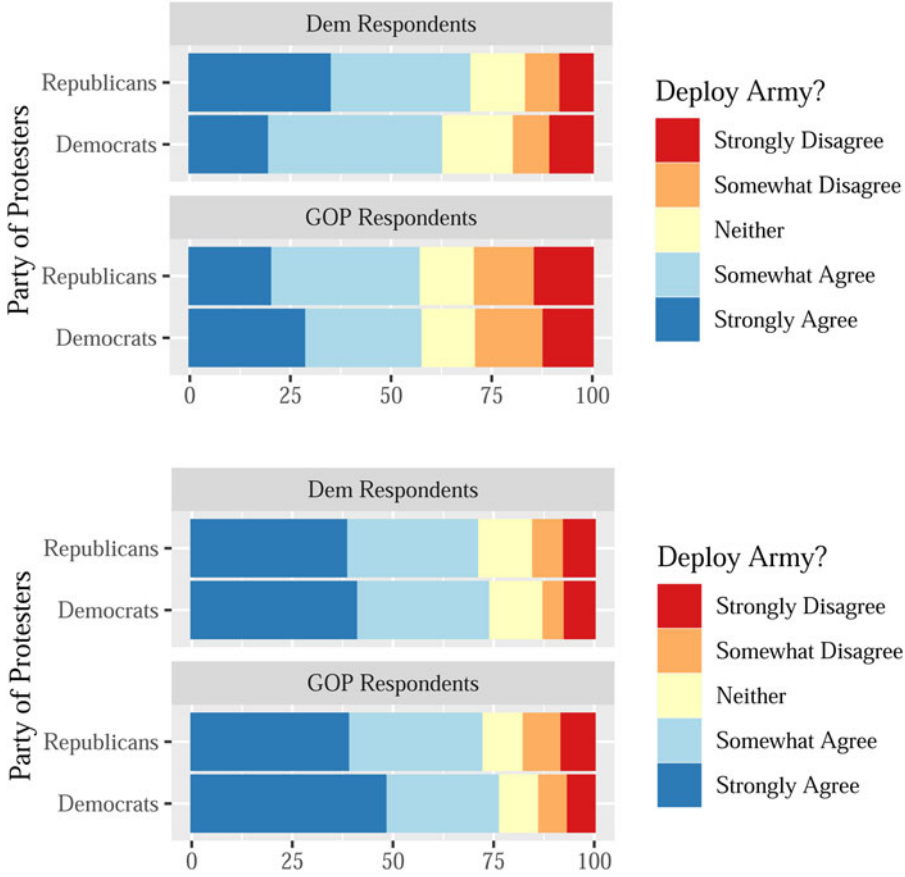 Dem Respondents
Republicans
Democrats
GOP Respondents
Republicans
Democrats
0 25 50 75 100
Party of Protesters
Deploy Army?
Strongly Disagree
Somewhat Disagree
Neither
Somewhat Agree
Strongly Agree
Dem Respondents
Republicans
Democrats
GOP Respondents
Republicans
Democrats
0 25 50 75 100
Party of Protesters
Deploy Army?
Strongly Disagree
Somewhat Disagree
Neither
Somewhat Agree
Strongly Agree